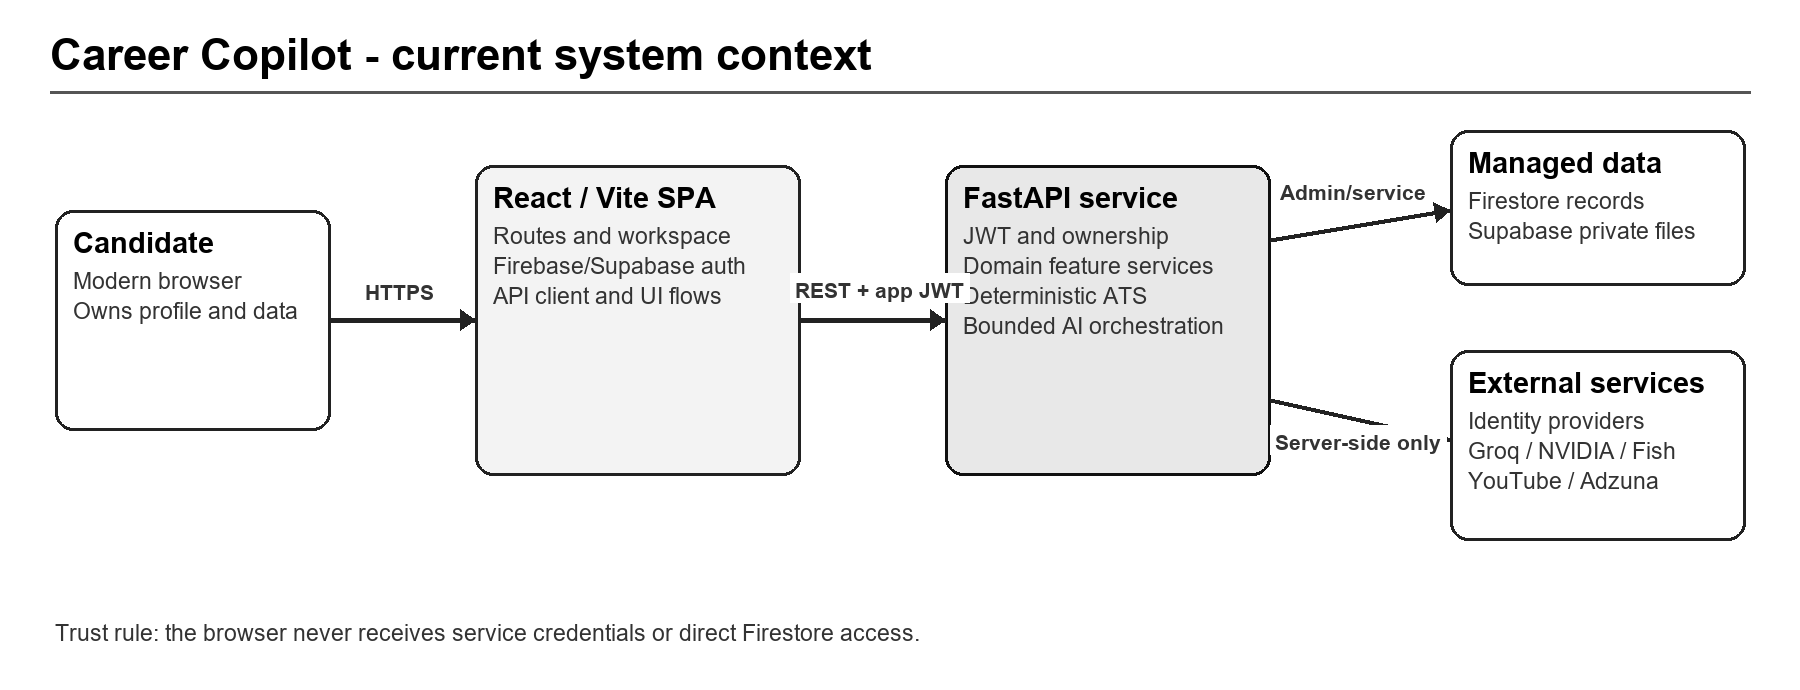 Career Copilot - current system context
Candidate
Modern browser
Owns profile and data
HTTPS
React / Vite SPA
Routes and workspace
Firebase/Supabase auth
API client and UI flows
REST + app JWT
FastAPI service
JWT and ownership
Domain feature services
Deterministic ATS
Bounded AI orchestration
Admin/service
Managed data
Firestore records
Supabase private files
Server-side only
External services
Identity providers
Groq / NVIDIA / Fish
YouTube / Adzuna
Trust rule: the browser never receives service credentials or direct Firestore access.